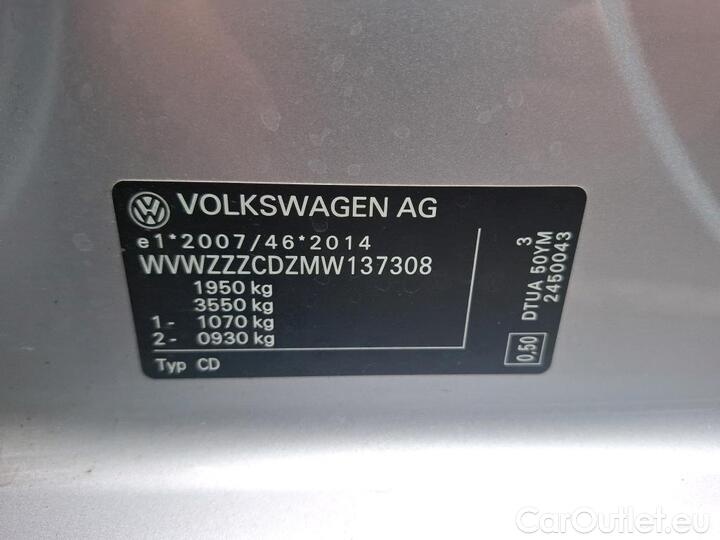 VOLKSWAGEN AG
e1*2007/46*2014
WVWZZZCDZMW137308
1950 kg
3550 kg
1- 1070 kg
2- 0930 kg
Typ CD
3
DTUA 50YM
2450043
0.50
CarOutlet.eu